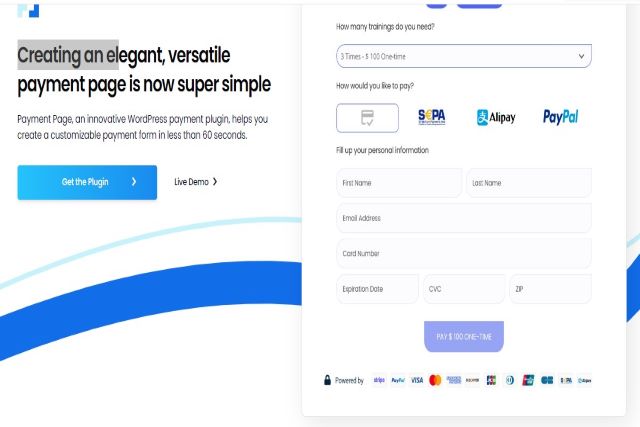 Creating an elegant, versatile
payment page is now super simple
Payment Page, an innovative WordPress payment plugin, helps you
create a customizable payment form in less than 60 seconds.
Get the Plugin
Live Demo
How many trainings do you need?
3 Times - $ 100 One-time
How would you like to pay?
SEPA
Alipay
PayPal
Fill up your personal information
First Name
Last Name
Email Address
Card Number
Expiration Date
CVC
ZIP
PAY $ 100 ONE-TIME
Powered by stripe PayPal VISA DISCOVER JCB SEPA Alipay